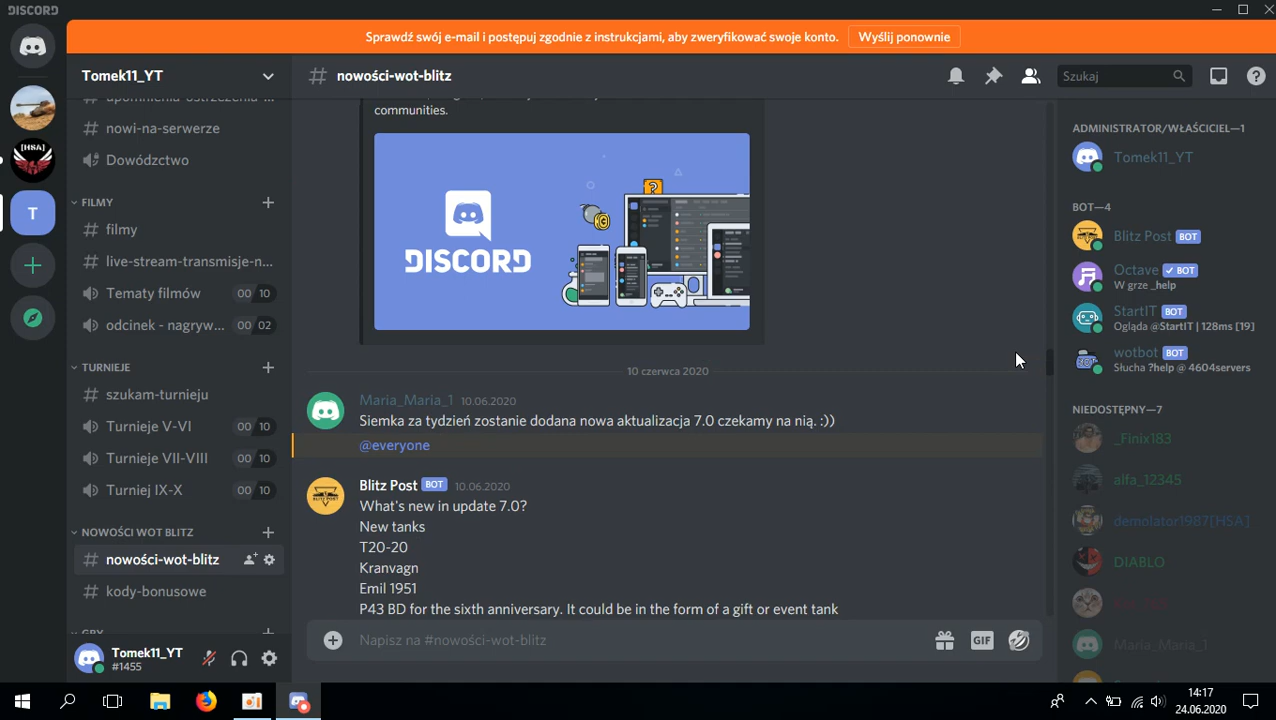 DISCORD
Sprawdź swój e-mail i postępuj zgodnie z instrukcjami, aby zweryfikować swoje konto.
Wyślij ponownie
Tomek11_YT
# nowości-wot-blitz
Szukaj
upomnienia-ostrzeżenia-...
# nowi-na-serwerze
Dowództwo
FILMY
# filmy
# live-stream-transmisje-n...
Tematy filmów 00 10
odcinek - nagryw... 00 02
TURNIEJE
# szukam-turnieju
Turnieje V-VI 00 10
Turnieje VII-VIII 00 10
Turniej IX-X 00 10
NOWOŚCI WOT BLITZ
# nowości-wot-blitz
# kody-bonusowe
GRY
Tomek11_YT
#1455
[HSA]
T
communities.
DISCORD
10 czerwca 2020
Maria_Maria_1 10.06.2020
Siemka za tydzień zostanie dodana nowa aktualizacja 7.0 czekamy na nią. :))
@everyone
Blitz Post BOT 10.06.2020
What's new in update 7.0?
New tanks
T20-20
Kranvagn
Emil 1951
P43 BD for the sixth anniversary. It could be in the form of a gift or event tank
Napisz na #nowości-wot-blitz
GIF
ADMINISTRATOR/WŁAŚCICIEL—1
Tomek11_YT
BOT—4
Blitz Post BOT
Octave BOT
W grze _help
StartIT BOT
Ogląda @StartIT | 128ms [19]
wotbot BOT
Słucha ?help @ 4604servers
NIEDOSTĘPNY—7
_Finix183
alfa_12345
demolator1987[HSA]
DIABLO
Maria_Maria_1
14:17
24.06.2020